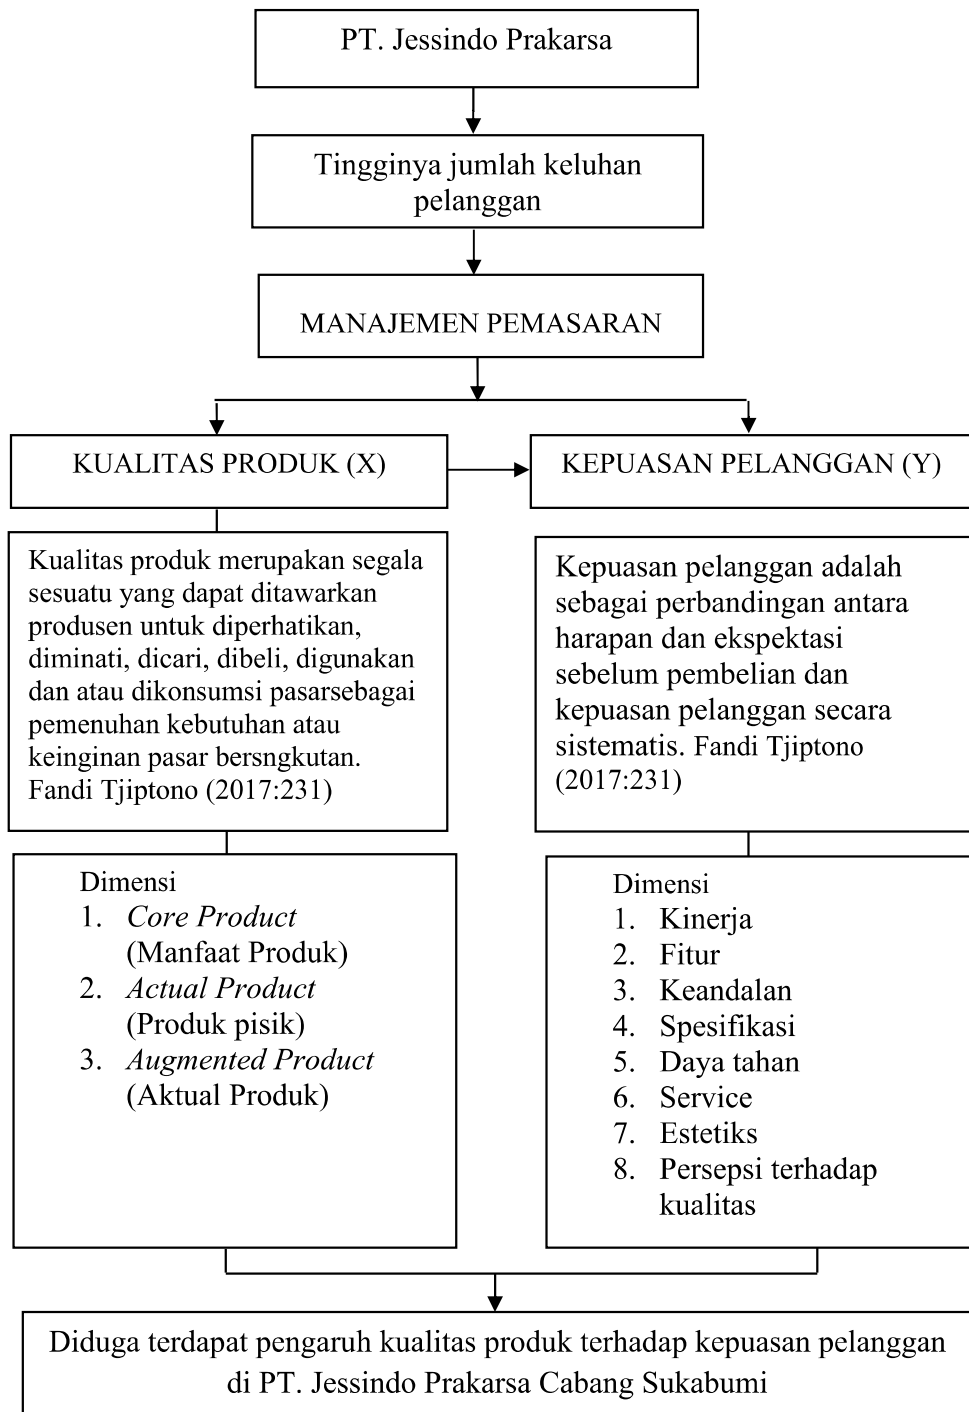 PT. Jessindo Prakarsa
Tingginya jumlah keluhan
pelanggan
MANAJEMEN PEMASARAN
KUALITAS PRODUK (X)
KEPUASAN PELANGGAN (Y)
Kualitas produk merupakan segala
sesuatu yang dapat ditawarkan
produsen untuk diperhatikan,
diminati, dicari, dibeli, digunakan
dan atau dikonsumsi pasarsebagai
pemenuhan kebutuhan atau
keinginan pasar bersngkutan.
Fandi Tjiptono (2017:231)
Kepuasan pelanggan adalah
sebagai perbandingan antara
harapan dan ekspektasi
sebelum pembelian dan
kepuasan pelanggan secara
sistematis. Fandi Tjiptono
(2017:231)
Dimensi
1. Core Product
(Manfaat Produk)
2. Actual Product
(Produk pisik)
3. Augmented Product
(Aktual Produk)
Dimensi
1. Kinerja
2. Fitur
3. Keandalan
4. Spesifikasi
5. Daya tahan
6. Service
7. Estetiks
8. Persepsi terhadap
kualitas
Diduga terdapat pengaruh kualitas produk terhadap kepuasan pelanggan
di PT. Jessindo Prakarsa Cabang Sukabumi